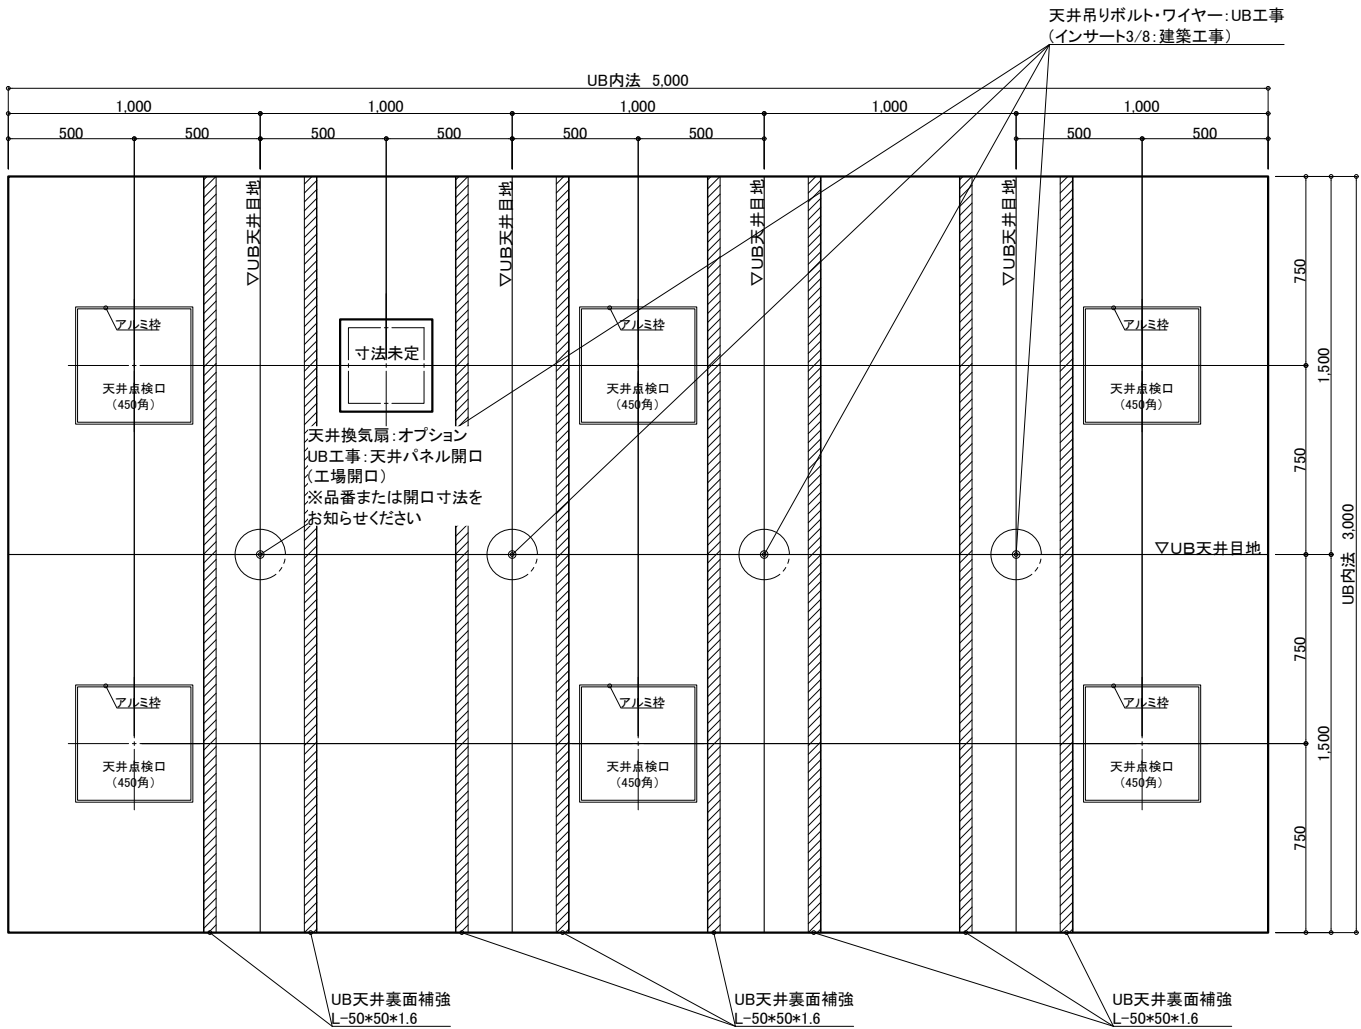 天井吊りボルト・ワイヤー:UB工事
(インサート3/8:建築工事)
UB内法 5,000
1,000
1,000
1,000
1,000
1,000
500
500
500
500
500
500
500
500
▽UB天井目地
▽UB天井目地
▽UB天井目地
▽UB天井目地
750
アルミ枠
アルミ枠
アルミ枠
寸法未定
1,500
天井点検口
(450角)
天井点検口
(450角)
天井点検口
(450角)
天井換気扇:オプション
UB工事:天井パネル開口
(工場開口)
※品番または開口寸法を
お知らせください
750
UB内法 3,000
▽UB天井目地
750
アルミ枠
アルミ枠
アルミ枠
1,500
天井点検口
(450角)
天井点検口
(450角)
天井点検口
(450角)
750
UB天井裏面補強
L-50*50*1.6
UB天井裏面補強
L-50*50*1.6
UB天井裏面補強
L-50*50*1.6